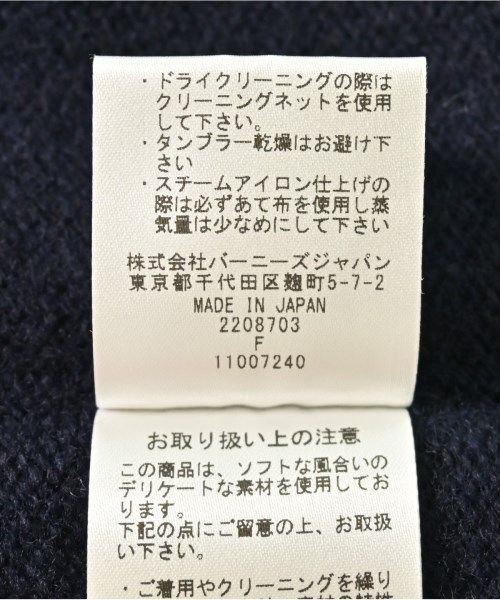 ・ドライクリーニングの際は
クリーニングネットを使用
して下さい。
・タンブラー乾燥はお避け下
さい
・スチームアイロン仕上げの
際は必ずあて布を使用し蒸
気量は少なめにして下さい
株式会社バーニーズジャパン
東京都千代田区麹町5-7-2
MADE IN JAPAN
2208703
F
11007240
お取り扱い上の注意
この商品は、ソフトな風合いの
デリケートな素材を使用してお
ります。
下記の点にご留意の上、お取扱
い下さい。
・ご着用やクリーニングを繰り